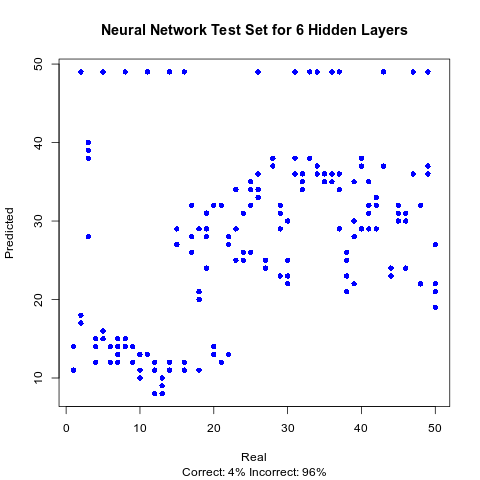 Neural Network Test Set for 6 Hidden Layers
Predicted
50
40
30
20
10
0 10 20 30 40 50
Real
Correct: 4% Incorrect: 96%